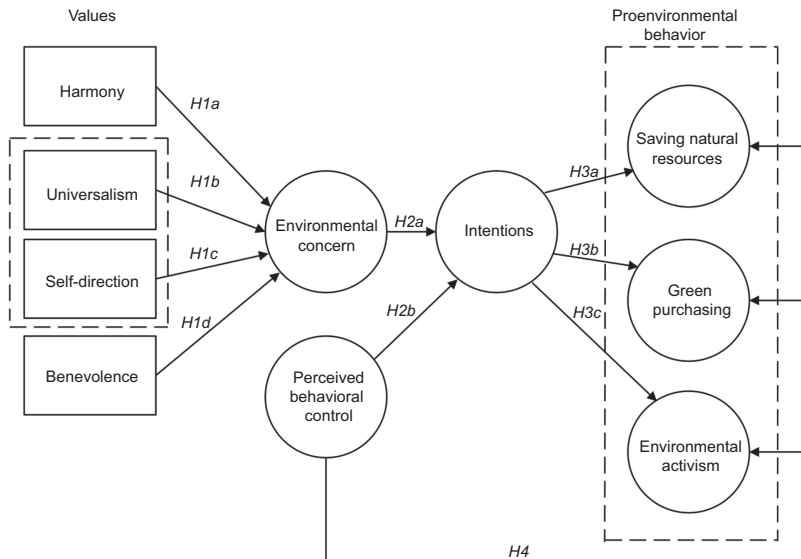 Values
Proenvironmental
behavior
Harmony
H1a
Universalism
H1b
Self-direction
H1c
Benevolence
H1d
Environmental
concern
H2a
Perceived
behavioral
control
H2b
Intentions
H3a
H3b
H3c
Saving natural
resources
Green
purchasing
Environmental
activism
H4